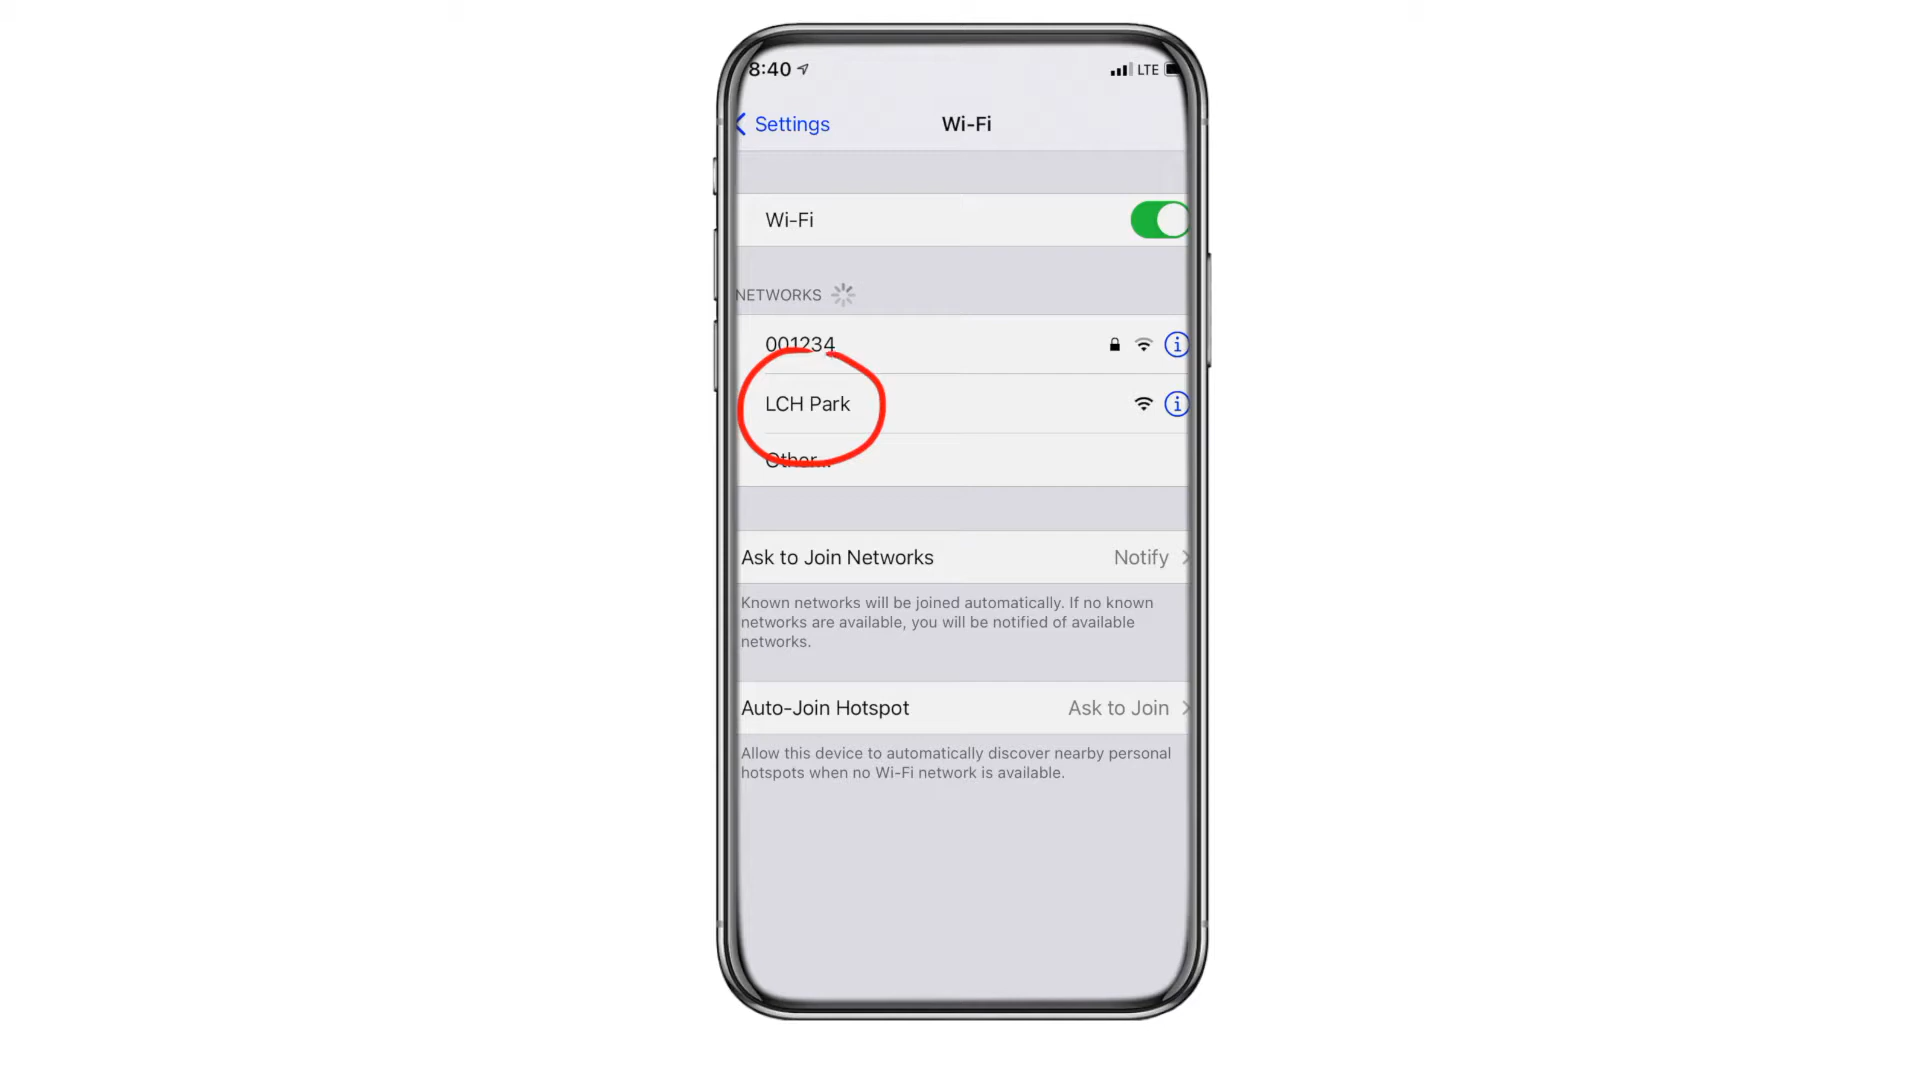 8:40 LTE
Settings Wi-Fi
Wi-Fi
NETWORKS
001234
LCH Park
Other...
Ask to Join Networks Notify
Known networks will be joined automatically. If no known
networks are available, you will be notified of available
networks.
Auto-Join Hotspot Ask to Join
Allow this device to automatically discover nearby personal
hotspots when no Wi-Fi network is available.